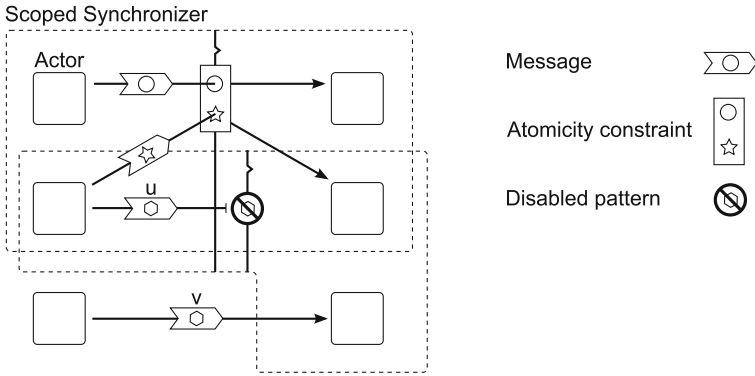 Scoped Synchronizer
Actor
u
v
Message
Atomicity constraint
Disabled pattern